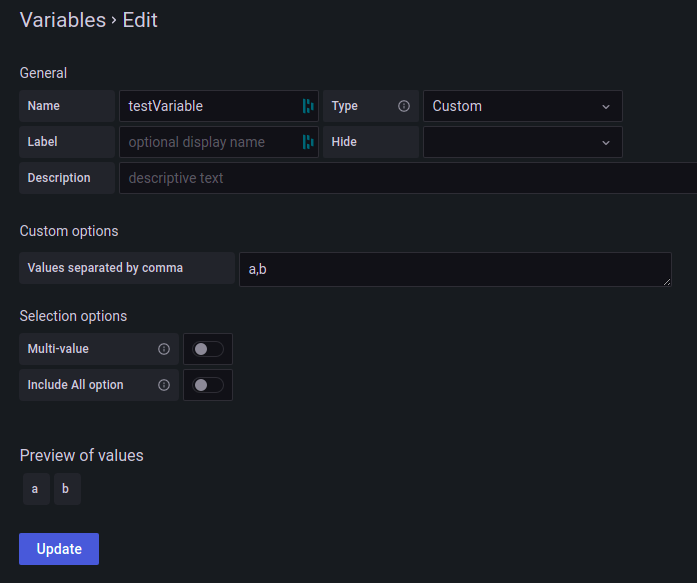 Variables › Edit
General
Name testVariable Type Custom
Label optional display name Hide
Description descriptive text
Custom options
Values separated by comma a,b
Selection options
Multi-value
Include All option
Preview of values
a b
Update